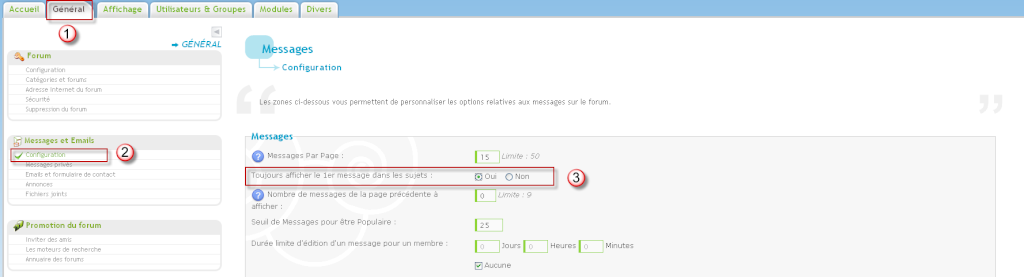 Accueil Général Affichage Utilisateurs & Groupes Modules Divers
1
GÉNÉRAL
Forum
Configuration
Catégories et forums
Adresse Internet du forum
Sécurité
Suppression du forum
Messages et Emails
Configuration
2
Messages privés
Emails et formulaire de contact
Annonces
Fichiers joints
Promotion du forum
Inviter des amis
Les moteurs de recherche
Annuaire des forums
Messages
Configuration
Les zones ci-dessous vous permettent de personnaliser les options relatives aux messages sur le forum.
Messages
Messages Par Page : 15 Limite : 50
Toujours afficher le 1er message dans les sujets : Oui Non
3
Nombre de messages de la page précédente à
afficher : 0 Limite : 9
Seuil de Messages pour être Populaire : 25
Durée limite d'édition d'un message pour un membre : 0 Jours 0 Heures 0 Minutes
Aucune